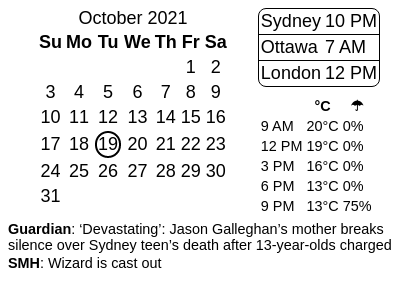 October 2021
Su Mo Tu We Th Fr Sa
1 2
3 4 5 6 7 8 9
10 11 12 13 14 15 16
17 18 19 20 21 22 23
24 25 26 27 28 29 30
31
Sydney 10 PM
Ottawa 7 AM
London 12 PM
°C ☂
9 AM 20°C 0%
12 PM 19°C 0%
3 PM 16°C 0%
6 PM 13°C 0%
9 PM 13°C 75%
Guardian: ‘Devastating’: Jason Galleghan’s mother breaks
silence over Sydney teen’s death after 13-year-olds charged
SMH: Wizard is cast out